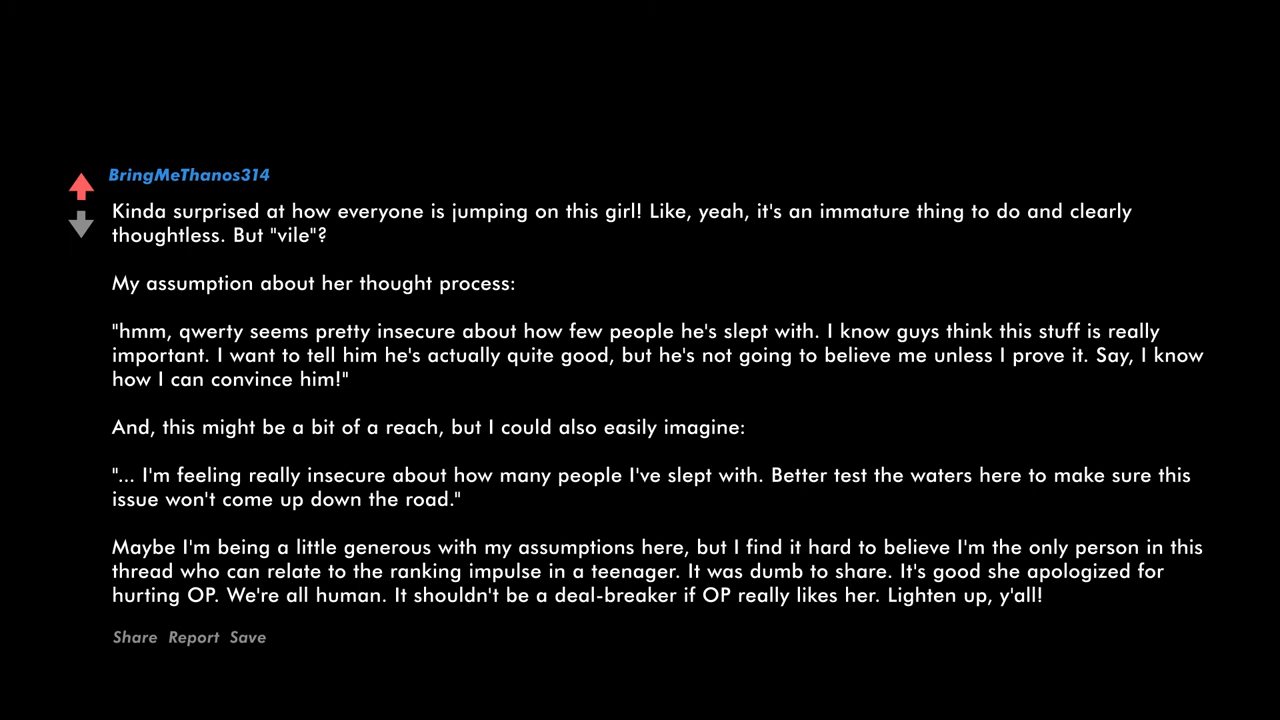 BringMeThanos314
Kinda surprised at how everyone is jumping on this girl! Like, yeah, it's an immature thing to do and clearly
thoughtless. But "vile"?
My assumption about her thought process:
"hmm, qwerty seems pretty insecure about how few people he's slept with. I know guys think this stuff is really
important. I want to tell him he's actually quite good, but he's not going to believe me unless I prove it. Say, I know
how I can convince him!"
And, this might be a bit of a reach, but I could also easily imagine:
"... I'm feeling really insecure about how many people I've slept with. Better test the waters here to make sure this
issue won't come up down the road."
Maybe I'm being a little generous with my assumptions here, but I find it hard to believe I'm the only person in this
thread who can relate to the ranking impulse in a teenager. It was dumb to share. It's good she apologized for
hurting OP. We're all human. It shouldn't be a deal-breaker if OP really likes her. Lighten up, y'all!
Share Report Save